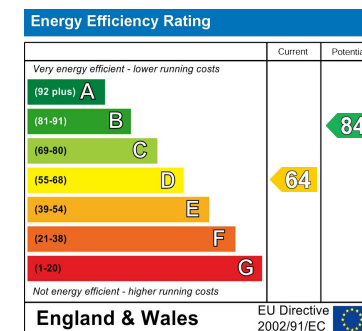 Energy Efficiency Rating
Current Potentia
Very energy efficient - lower running costs
(92 plus) A
(81-91) B
84
(69-80) C
(55-68) D
64
(39-54) E
(21-38) F
(1-20) G
Not energy efficient - higher running costs
England & Wales
EU Directive
2002/91/EC